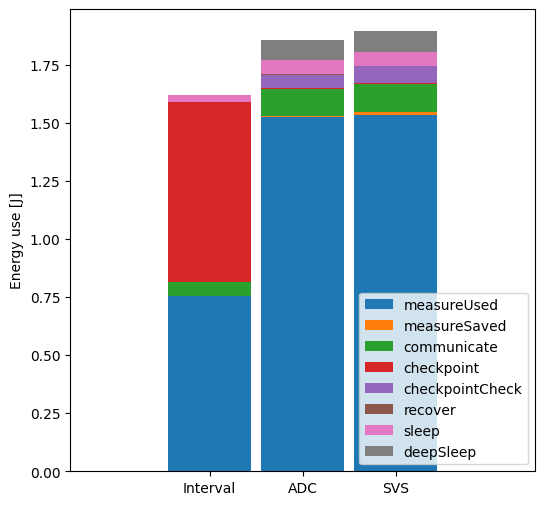 Energy use [J]
1.75
1.50
1.25
1.00
0.75
0.50
0.25
0.00
measureUsed
measureSaved
communicate
checkpoint
checkpointCheck
recover
sleep
deepSleep
Interval ADC SVS